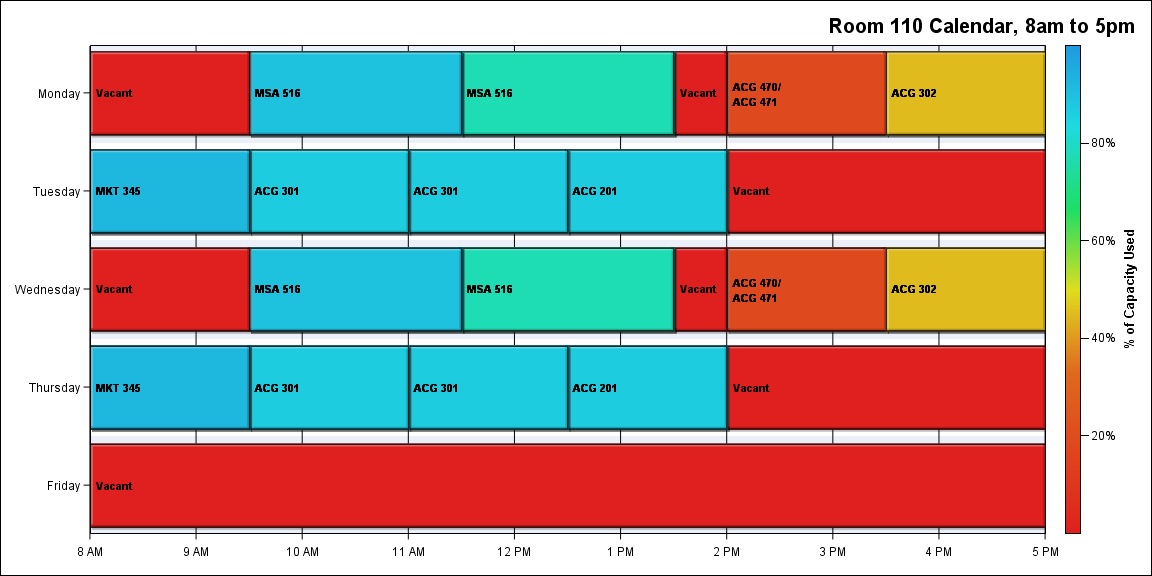 Room 110 Calendar, 8am to 5pm
Monday
Vacant
MSA 516
MSA 516
Vacant
ACG 470/
ACG 471
ACG 302
Tuesday
MKT 345
ACG 301
ACG 301
ACG 201
Vacant
Wednesday
Vacant
MSA 516
MSA 516
Vacant
ACG 470/
ACG 471
ACG 302
Thursday
MKT 345
ACG 301
ACG 301
ACG 201
Vacant
Friday
Vacant
8 AM
9 AM
10 AM
11 AM
12 PM
1 PM
2 PM
3 PM
4 PM
5 PM
80%
60%
40%
20%
% of Capacity Used